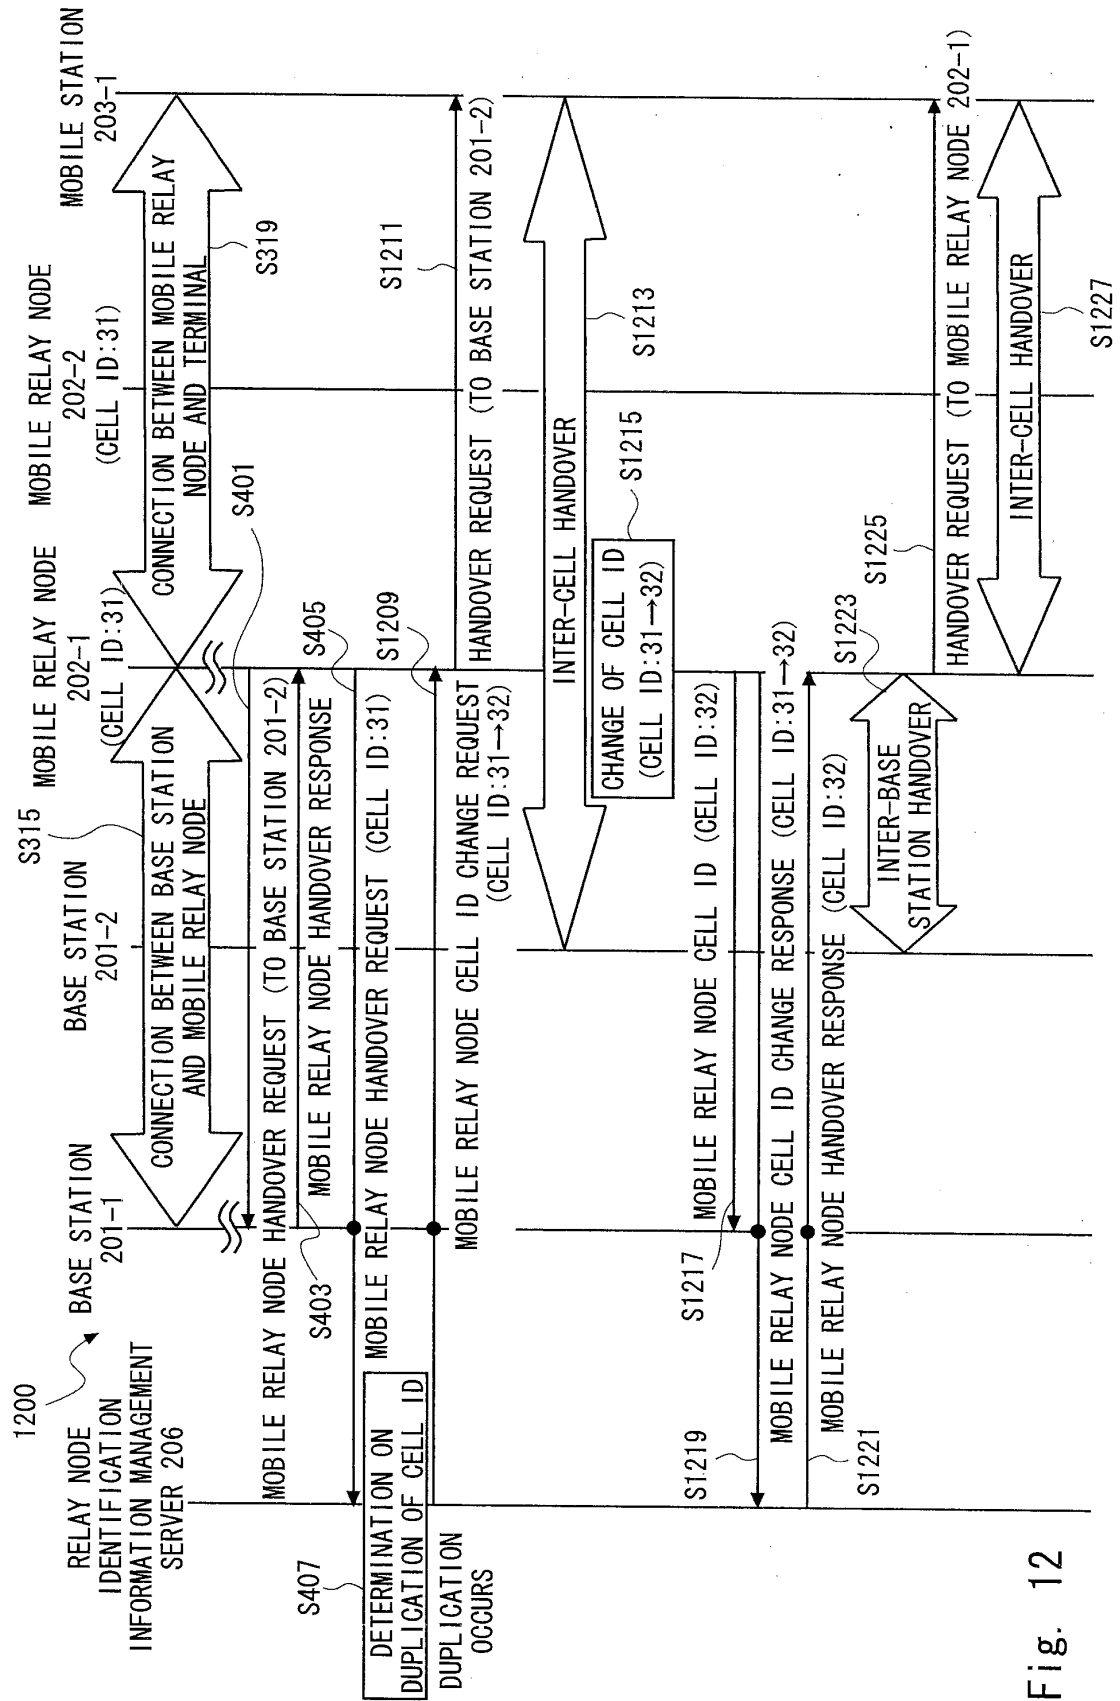 1200
RELAY NODE
IDENTIFICATION
INFORMATION MANAGEMENT
SERVER 206
BASE STATION
201-1
BASE STATION
201-2
MOBILE RELAY NODE
202-1
(CELL ID:31)
MOBILE RELAY NODE
202-2
(CELL ID:31)
MOBILE STATION
203-1
S315
CONNECTION BETWEEN BASE STATION
AND MOBILE RELAY NODE
CONNECTION BETWEEN MOBILE RELAY
NODE AND TERMINAL
S319
S401
MOBILE RELAY NODE HANDOVER REQUEST (TO BASE STATION 201-2)
S403
MOBILE RELAY NODE HANDOVER RESPONSE
S405
MOBILE RELAY NODE HANDOVER REQUEST (CELL ID:31)
S407
DETERMINATION ON
DUPLICATION OF CELL ID
DUPLICATION
OCCURS
S1209
MOBILE RELAY NODE CELL ID CHANGE REQUEST
(CELL ID:31→32)
S1211
HANDOVER REQUEST (TO BASE STATION 201-2)
INTER-CELL HANDOVER
S1213
CHANGE OF CELL ID
(CELL ID:31→32)
S1215
MOBILE RELAY NODE CELL ID (CELL ID:32)
S1217
S1219
MOBILE RELAY NODE CELL ID CHANGE RESPONSE (CELL ID:31→32)
S1221
MOBILE RELAY NODE HANDOVER RESPONSE (CELL ID:32)
S1223
INTER-BASE
STATION HANDOVER
S1225
HANDOVER REQUEST (TO MOBILE RELAY NODE 202-1)
INTER-CELL HANDOVER
S1227
Fig. 12